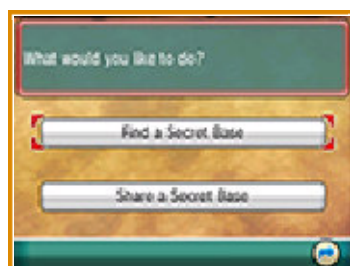 What would you like to do?
Find a Secret Base
Share a Secret Base